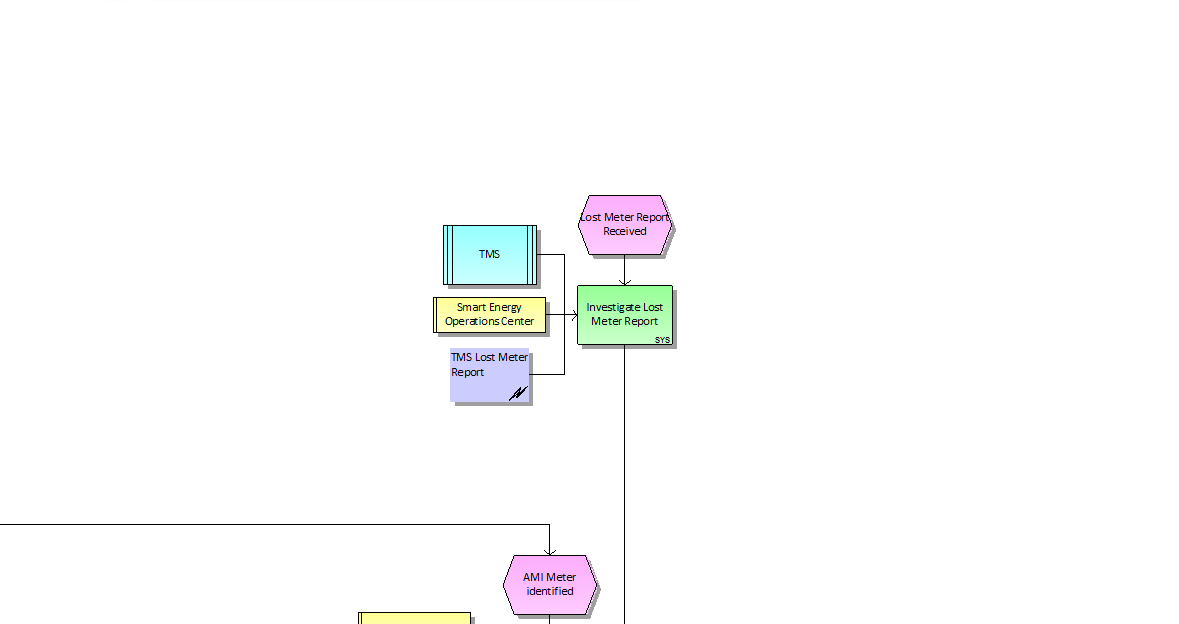 Lost Meter Report
Received
TMS
Smart Energy
Operations Center
Investigate Lost
Meter Report
SYS
TMS Lost Meter
Report
AMI Meter
identified